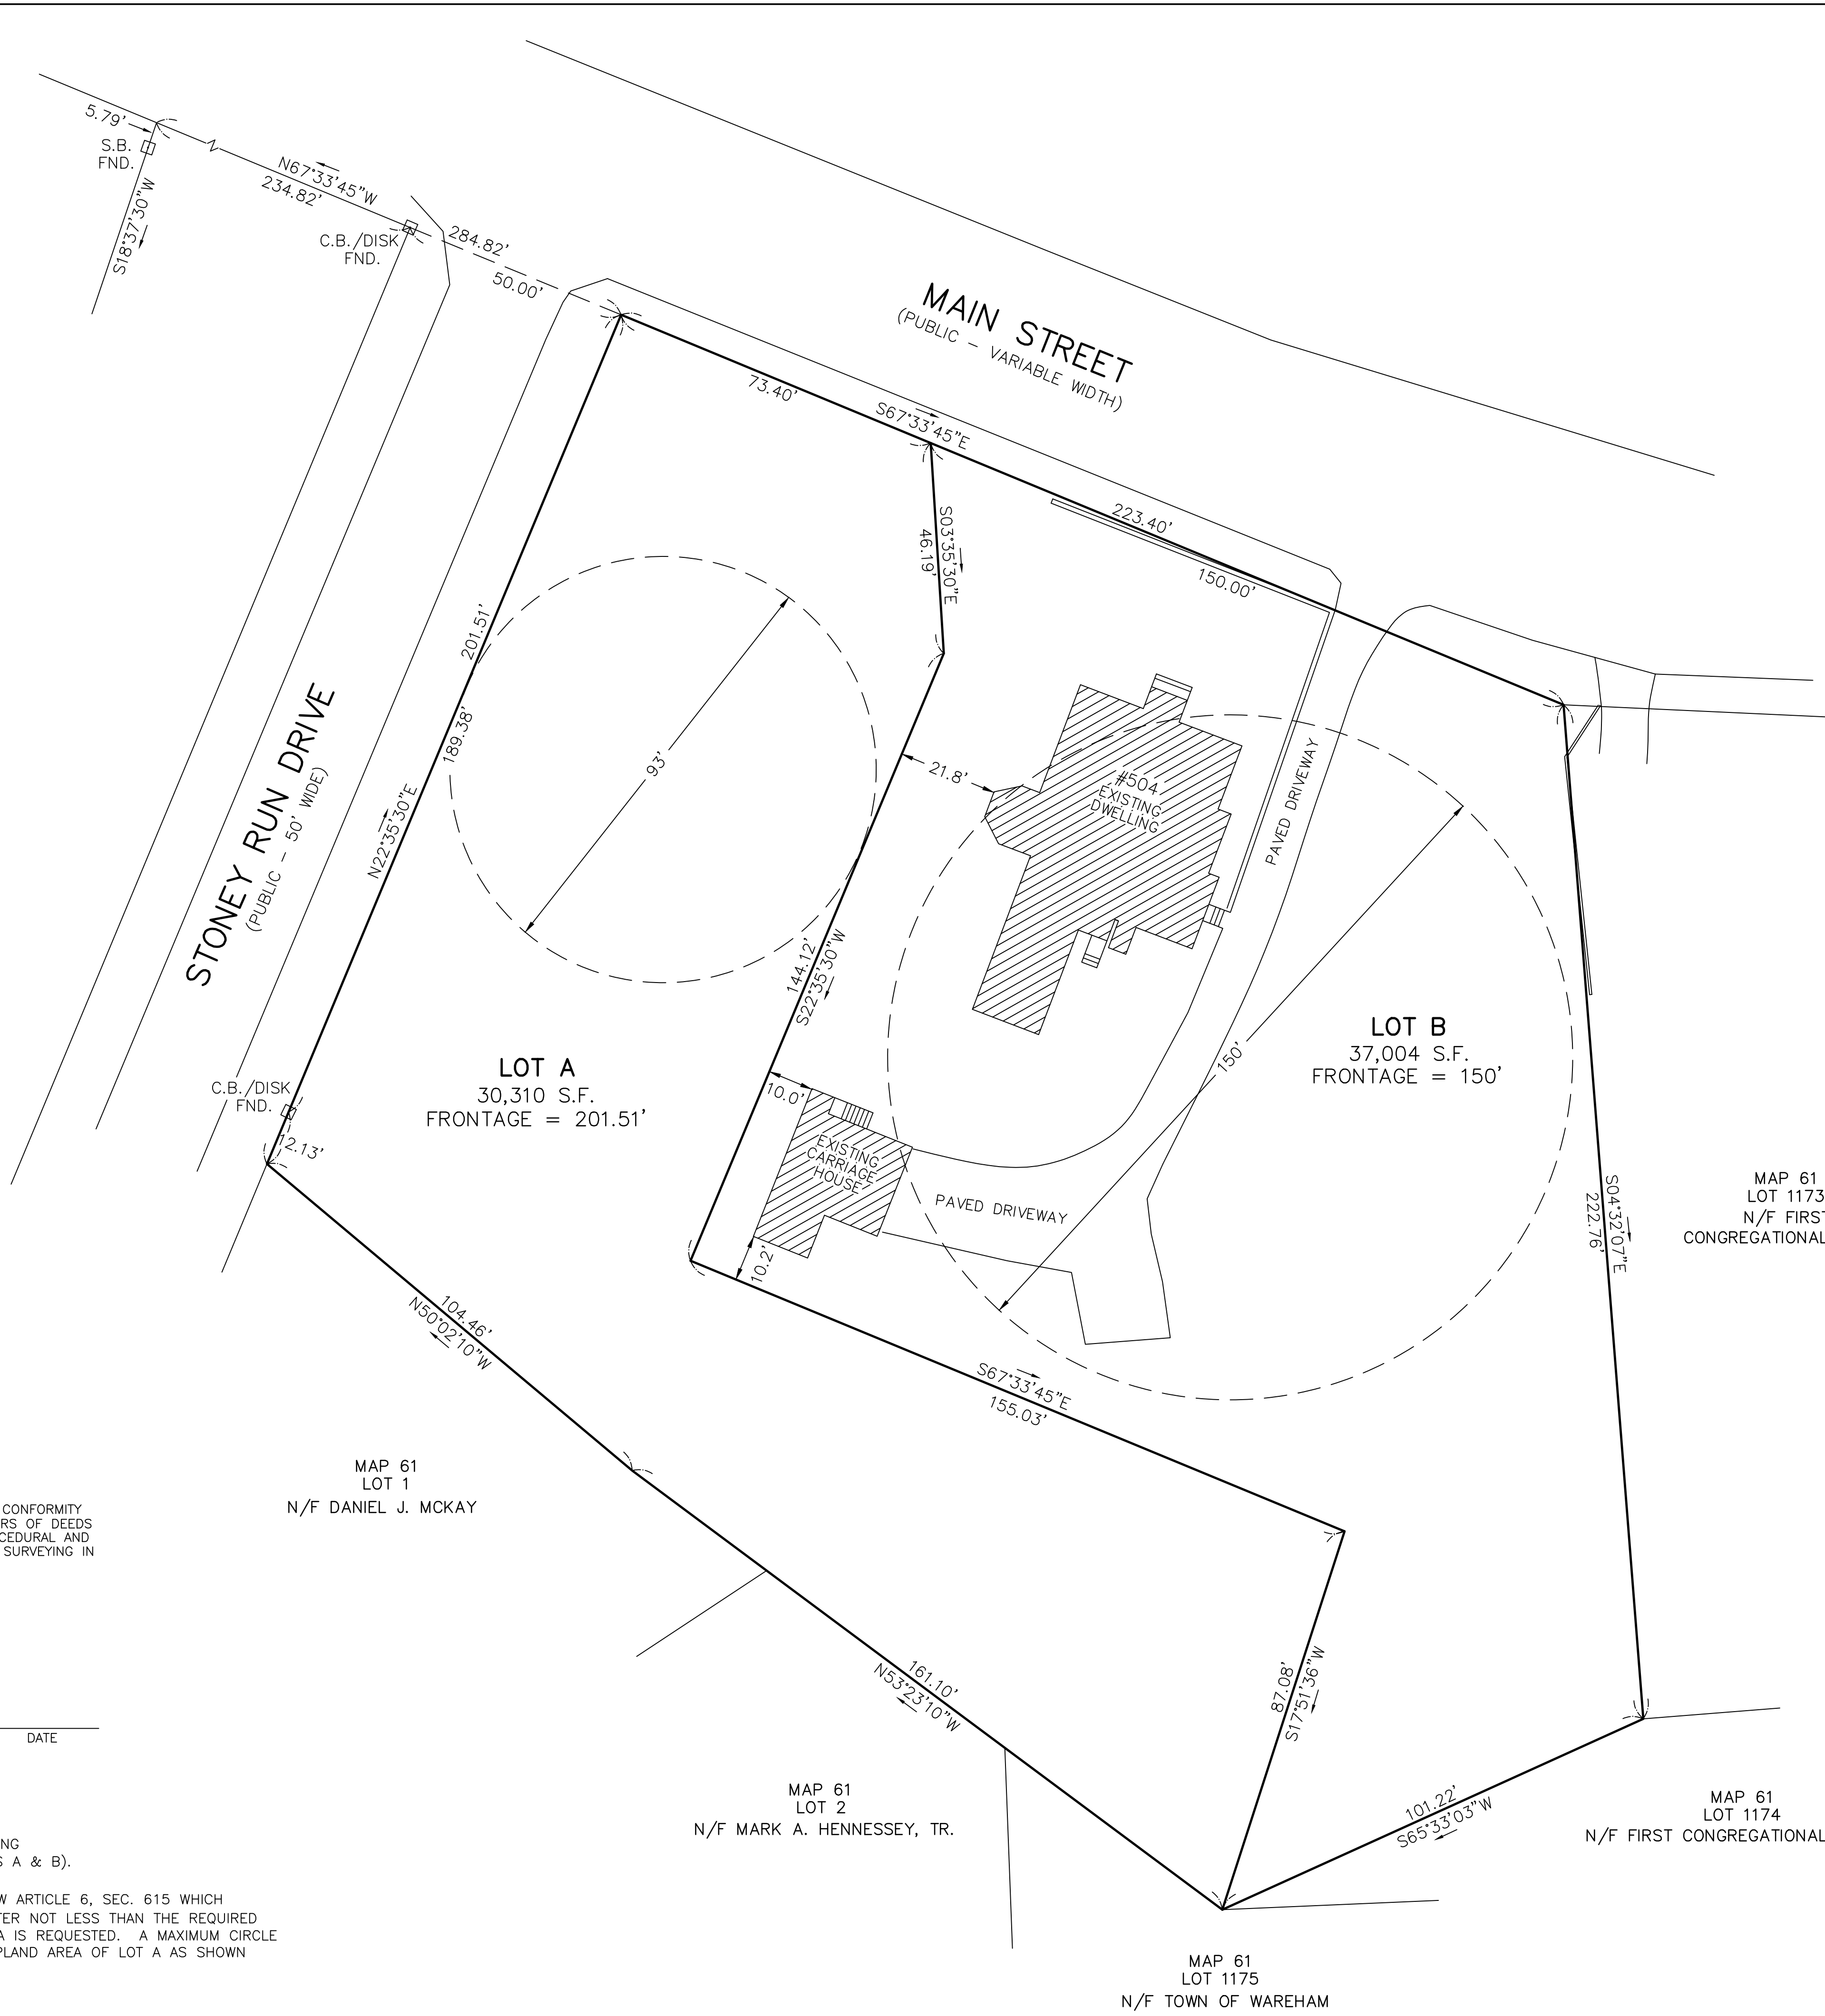 5.79'
S.B.
FND.
S18°37'30"W
N67°33'45"W
234.82'
C.B./DISK
FND.
284.82'
50.00'
MAIN STREET
(PUBLIC - VARIABLE WIDTH)
73.40'
S67°33'45"E
223.40'
150.00'
S03°35'30"E
46.19'
201.51'
189.38'
N22°35'30"E
STONEY RUN DRIVE
(PUBLIC - 50' WIDE)
93'
21.8'
#504
EXISTING
DWELLING
PAVED DRIVEWAY
144.12'
S22°35'30"W
LOT A
30,310 S.F.
FRONTAGE = 201.51'
LOT B
37,004 S.F.
FRONTAGE = 150'
150'
C.B./DISK
FND.
12.13'
10.0'
EXISTING
CARRIAGE
HOUSE
PAVED DRIVEWAY
10.2'
S04°32'07"E
222.76'
MAP 61
LOT 1173
N/F FIRST
CONGREGATIONAL
104.46'
N50°02'10"W
S67°33'45"E
155.03'
MAP 61
LOT 1
N/F DANIEL J. MCKAY
CONFORMITY
RS OF DEEDS
CEDURAL AND
SURVEYING IN
161.10'
N53°23'10"W
87.08'
S17°51'36"W
DATE
MAP 61
LOT 2
N/F MARK A. HENNESSEY, TR.
101.22'
S65°33'03"W
MAP 61
LOT 1174
N/F FIRST CONGREGATIONAL
NG
S A & B).
W ARTICLE 6, SEC. 615 WHICH
TER NOT LESS THAN THE REQUIRED
A IS REQUESTED. A MAXIMUM CIRCLE
PLAND AREA OF LOT A AS SHOWN
MAP 61
LOT 1175
N/F TOWN OF WAREHAM